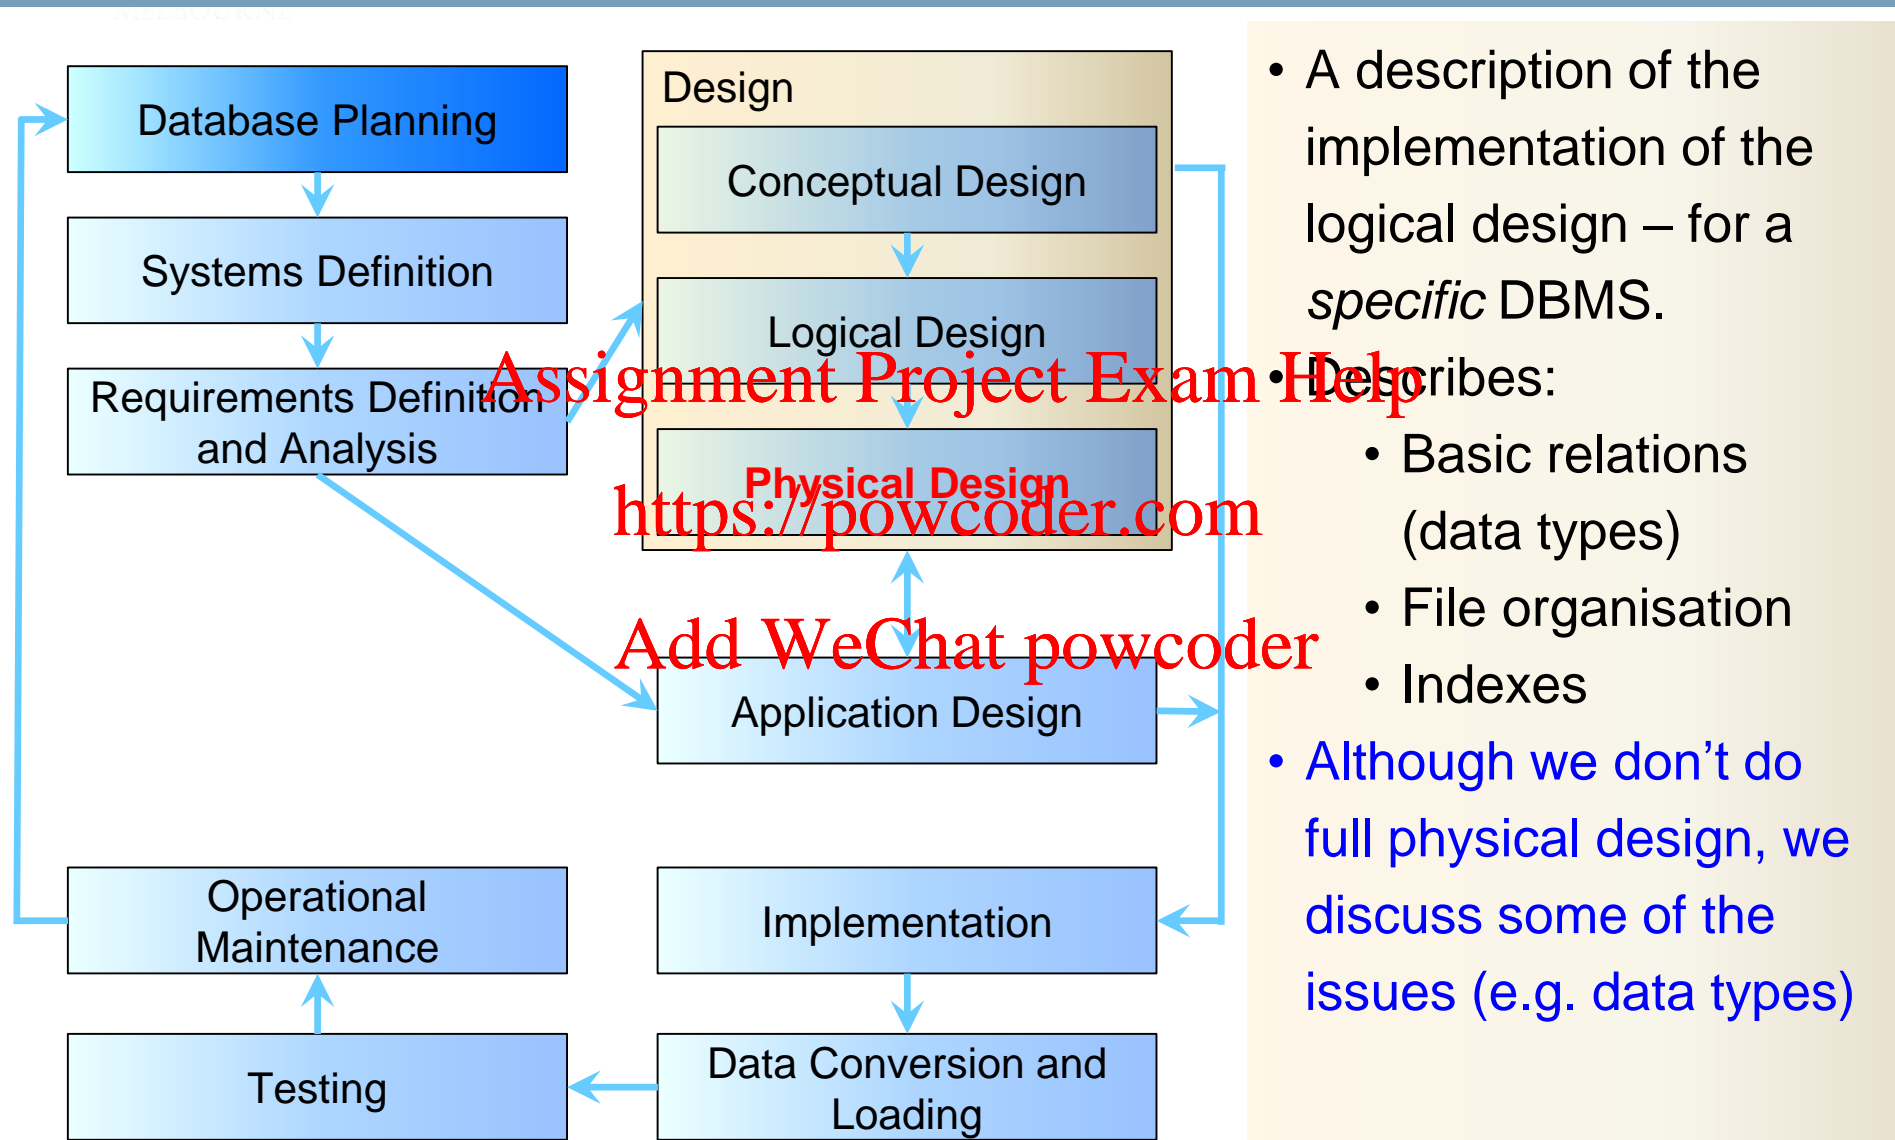 Database Planning
Systems Definition
Requirements Definition
and Analysis
Design
Conceptual Design
Logical Design
Physical Design
Application Design
Implementation
Data Conversion and
Loading
Testing
Operational
Maintenance
• A description of the
implementation of the
logical design – for a
specific DBMS.
• Describes:
• Basic relations
(data types)
• File organisation
• Indexes
• Although we don’t do
full physical design, we
discuss some of the
issues (e.g. data types)
Assignment Project Exam Help
https://powcoder.com
Add WeChat powcoder